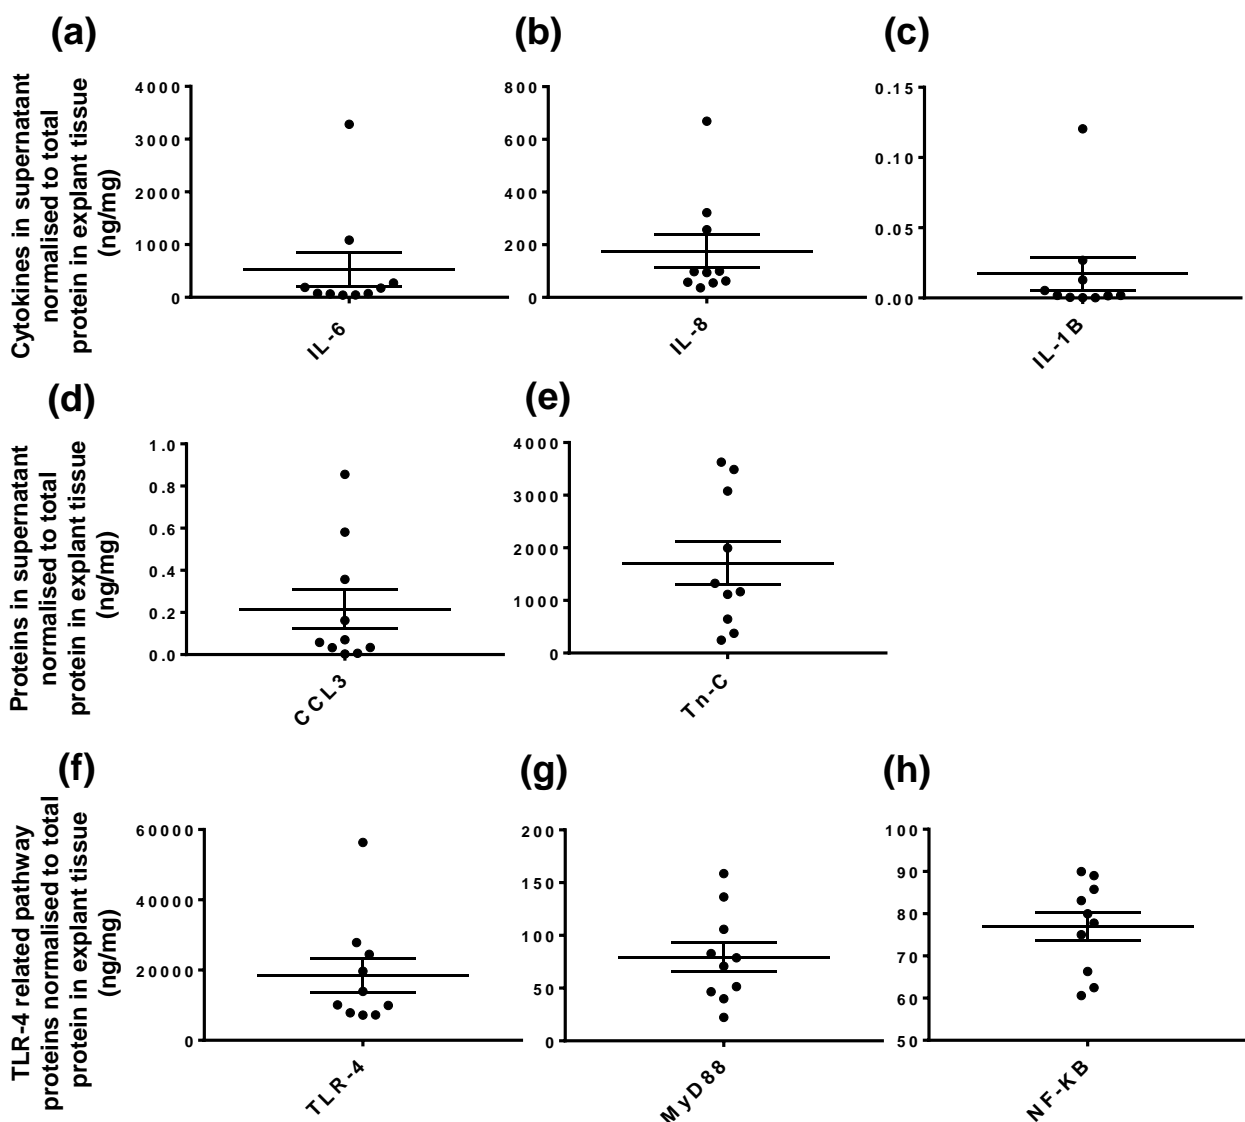 (a)
(b)
(c)
Cytokines in supernatant
normalised to total
protein in explant tissue
(ng/mg)
4000
3000
2000
1000
0
IL-6
800
600
400
200
0
IL-8
0.15
0.10
0.05
0.00
IL-1B
(d)
(e)
Proteins in supernatant
normalised to total
protein in explant tissue
(ng/mg)
1.0
0.8
0.6
0.4
0.2
0.0
CCL3
4000
3000
2000
1000
0
Tn-C
(f)
(g)
(h)
TLR-4 related pathway
proteins normalised to total
protein in explant tissue
(ng/mg)
60000
40000
20000
0
TLR-4
200
150
100
50
0
MyD88
100
90
80
70
60
50
NF-KB